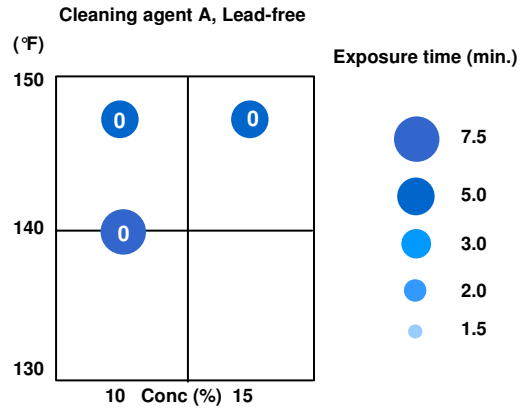 Cleaning agent A, Lead-free
(°F)
Exposure time (min.)
150
0 0
7.5
5.0
140
0
3.0
2.0
1.5
130
10 Conc (%) 15